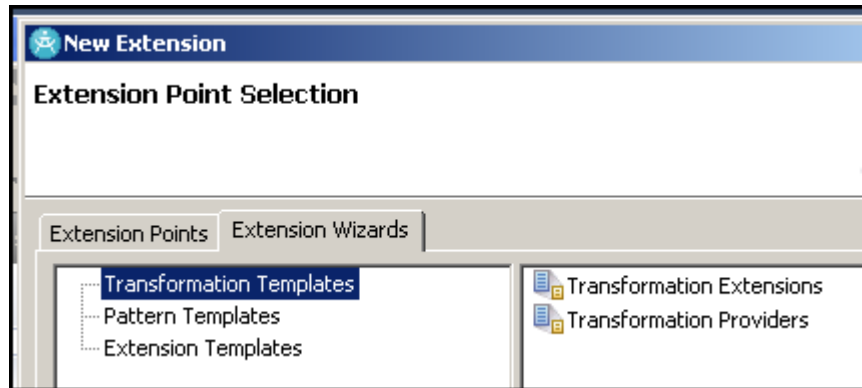 New Extension
Extension Point Selection
Extension Points Extension Wizards
Transformation Templates
Pattern Templates
Extension Templates
Transformation Extensions
Transformation Providers